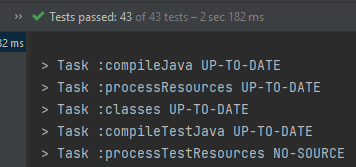 Tests passed: 43 of 43 tests – 2 sec 182 ms
82 ms
> Task :compileJava UP-TO-DATE
> Task :processResources UP-TO-DATE
> Task :classes UP-TO-DATE
> Task :compileTestJava UP-TO-DATE
> Task :processTestResources NO-SOURCE